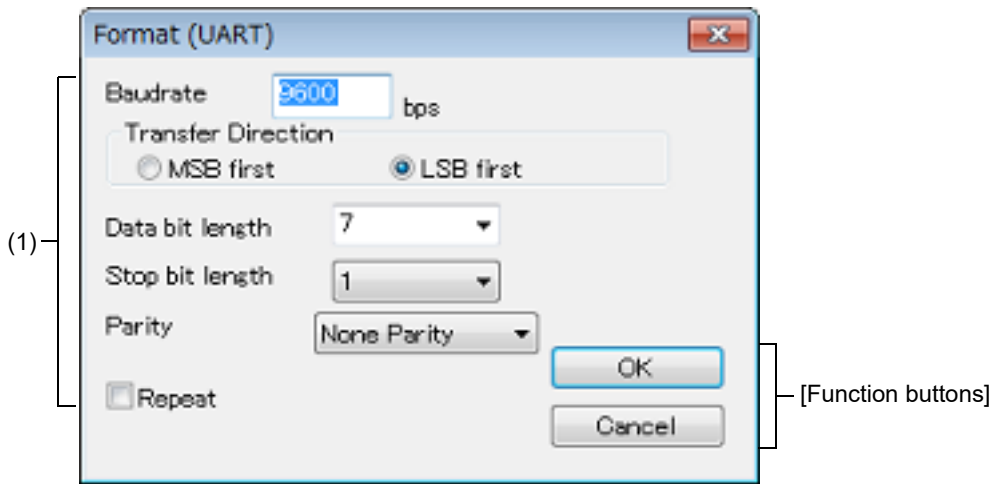 Format (UART)
Baudrate 9600 bps
Transfer Direction
MSB first LSB first
(1)
Data bit length 7
Stop bit length 1
Parity None Parity
OK
[Function buttons]
Repeat
Cancel